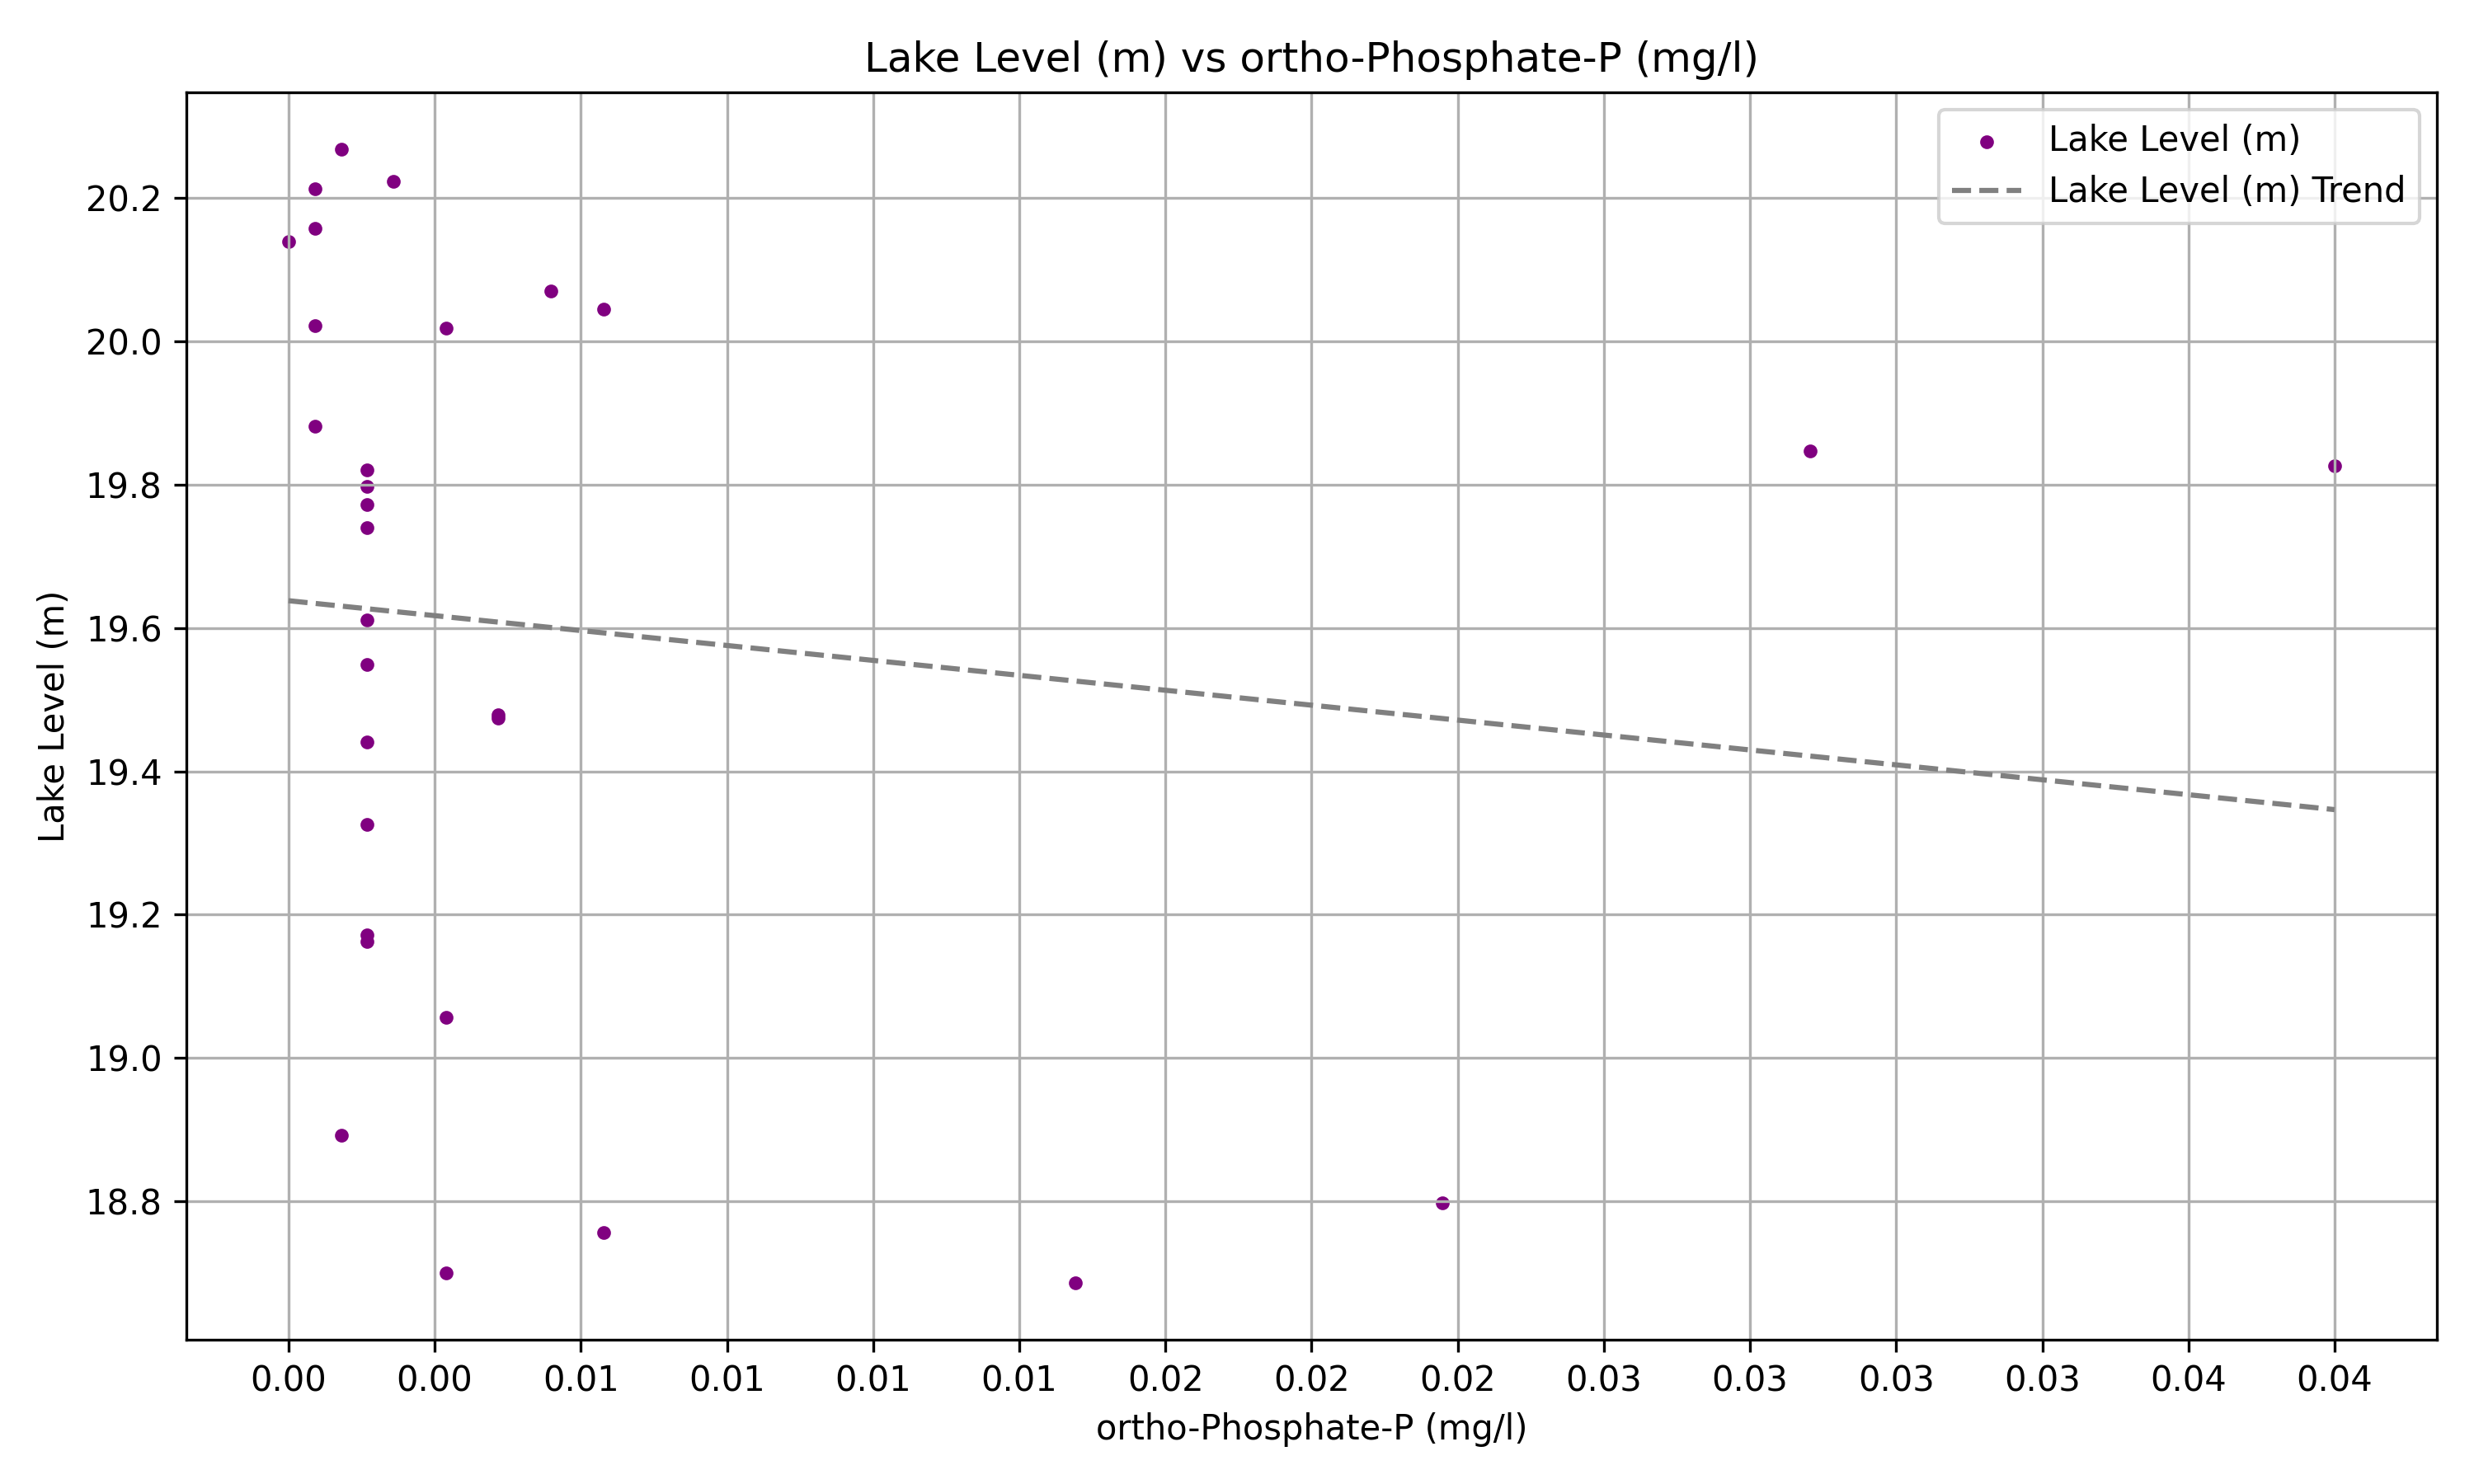 Lake Level (m) vs ortho-Phosphate-P (mg/l)
Lake Level (m)
Lake Level (m) Trend
20.2
20.0
19.8
19.6
19.4
19.2
19.0
18.8
Lake Level (m)
0.00 0.00 0.01 0.01 0.01 0.01 0.02 0.02 0.02 0.03 0.03 0.03 0.03 0.04 0.04
ortho-Phosphate-P (mg/l)